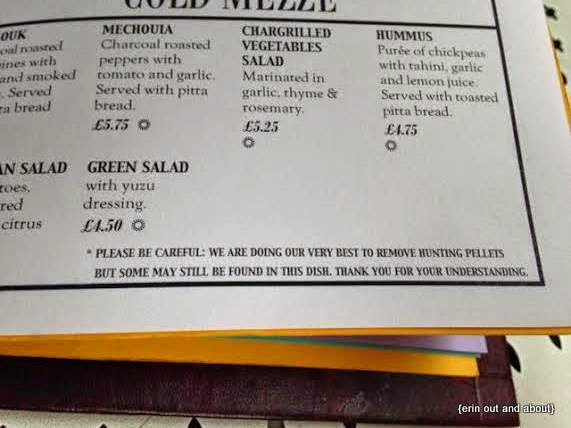 COLD MEZZE
OUK
oal roasted
ines with
and smoked
. Served
ra bread
MECHOUIA
Charcoal roasted
peppers with
tomato and garlic.
Served with pitta
bread.
£5.75
CHARGRILLED
VEGETABLES
SALAD
Marinated in
garlic, thyme &
rosemary.
£5.25
HUMMUS
Purée of chickpeas
with tahini, garlic
and lemon juice.
Served with toasted
pitta bread.
£4.75
AN SALAD
toes,
red
citrus
GREEN SALAD
with yuzu
dressing.
£4.50
* PLEASE BE CAREFUL: WE ARE DOING OUR VERY BEST TO REMOVE HUNTING PELLETS
BUT SOME MAY STILL BE FOUND IN THIS DISH. THANK YOU FOR YOUR UNDERSTANDING.
{erin out and about}